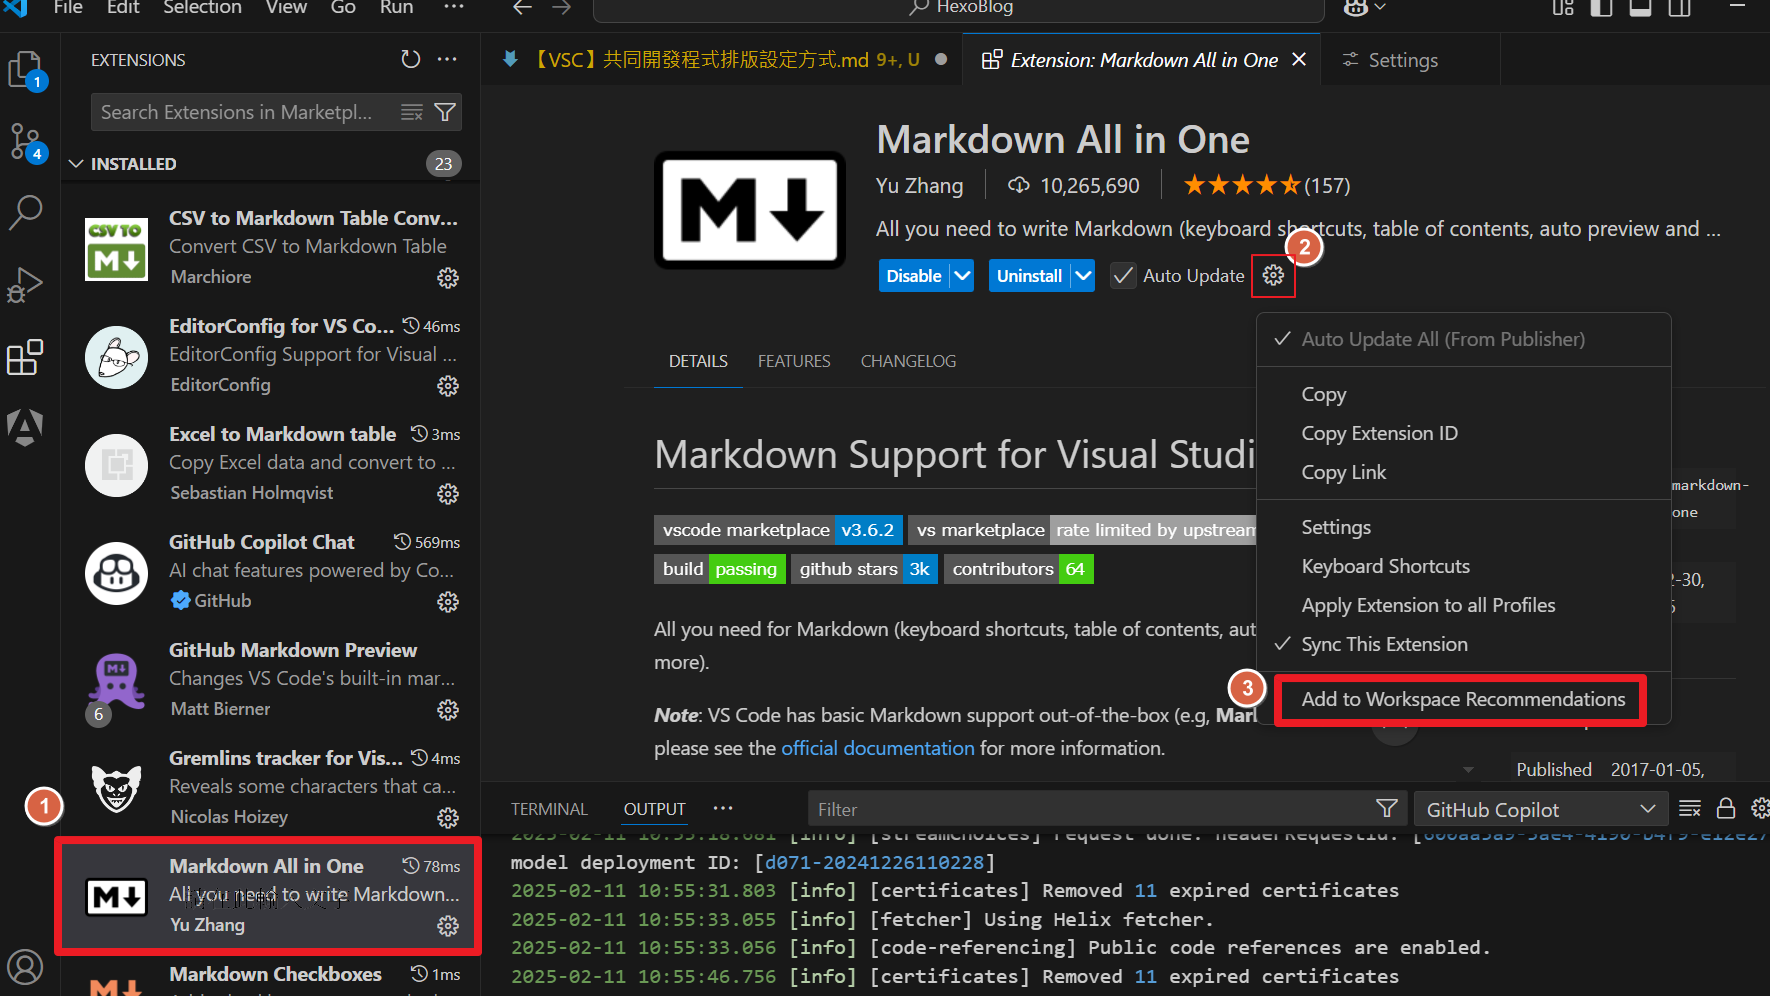 File Edit Selection View Go Run ···
HexoBlog
EXTENSIONS
Search Extensions in Marketpl...
INSTALLED 23
1
4
CSV TO
M
CSV to Markdown Table Conv...
Convert CSV to Markdown Table
Marchiore
EditorConfig for VS Co... 46ms
EditorConfig Support for Visual ...
EditorConfig
Excel to Markdown table 3ms
Copy Excel data and convert to ...
Sebastian Holmqvist
GitHub Copilot Chat 569ms
AI chat features powered by Co...
GitHub
GitHub Markdown Preview
Changes VS Code's built-in mar...
Matt Bierner
6
Gremlins tracker for Vis... 4ms
Reveals some characters that ca...
Nicolas Hoizey
1
Markdown All in One 78ms
All you need to write Markdown...
Yu Zhang
M
Markdown Checkboxes 1ms
M
【VSC】共同開發程式排版設定方式.md 9+, U
Extension: Markdown All in One
Settings
M
Markdown All in One
Yu Zhang 10,265,690 (157)
All you need to write Markdown (keyboard shortcuts, table of contents, auto preview and ...
2
Disable Uninstall Auto Update
DETAILS FEATURES CHANGELOG
Markdown Support for Visual Studi
vscode marketplace v3.6.2 vs marketplace rate limited by upstream
build passing github stars 3k contributors 64
All you need for Markdown (keyboard shortcuts, table of contents, aut
more).
Note: VS Code has basic Markdown support out-of-the-box (e.g, Mar
please see the official documentation for more information.
Auto Update All (From Publisher)
Copy
Copy Extension ID
Copy Link
Settings
Keyboard Shortcuts
Apply Extension to all Profiles
Sync This Extension
3
Add to Workspace Recommendations
markdown-
one
2-30,
Published 2017-01-05,
TERMINAL OUTPUT ···
Filter
GitHub Copilot
model deployment ID: [d071-20241226110228]
2025-02-11 10:55:31.803 [info] [certificates] Removed 11 expired certificates
2025-02-11 10:55:33.055 [info] [fetcher] Using Helix fetcher.
2025-02-11 10:55:33.056 [info] [code-referencing] Public code references are enabled.
2025-02-11 10:55:46.756 [info] [certificates] Removed 11 expired certificates